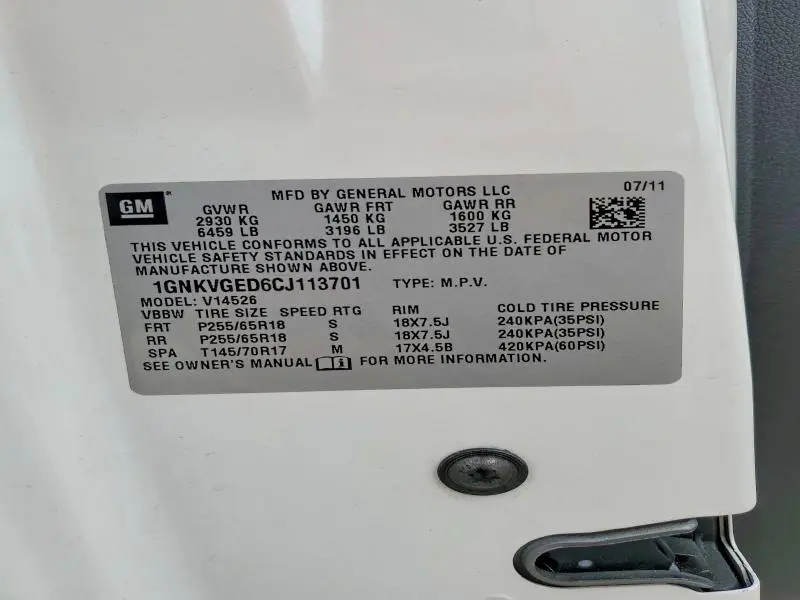 GM ®
MFD BY GENERAL MOTORS LLC 07/11
GVWR GAWR FRT GAWR RR
2930 KG 1450 KG 1600 KG
6459 LB 3196 LB 3527 LB
THIS VEHICLE CONFORMS TO ALL APPLICABLE U.S. FEDERAL MOTOR
VEHICLE SAFETY STANDARDS IN EFFECT ON THE DATE OF
MANUFACTURE SHOWN ABOVE.
1GNKVGED6CJ113701 TYPE: M.P.V.
MODEL: V14526
VBBW TIRE SIZE SPEED RTG RIM COLD TIRE PRESSURE
FRT P255/65R18 S 18X7.5J 240KPA(35PSI)
RR P255/65R18 S 18X7.5J 240KPA(35PSI)
SPA T145/70R17 M 17X4.5B 420KPA(60PSI)
SEE OWNER'S MANUAL i FOR MORE INFORMATION.